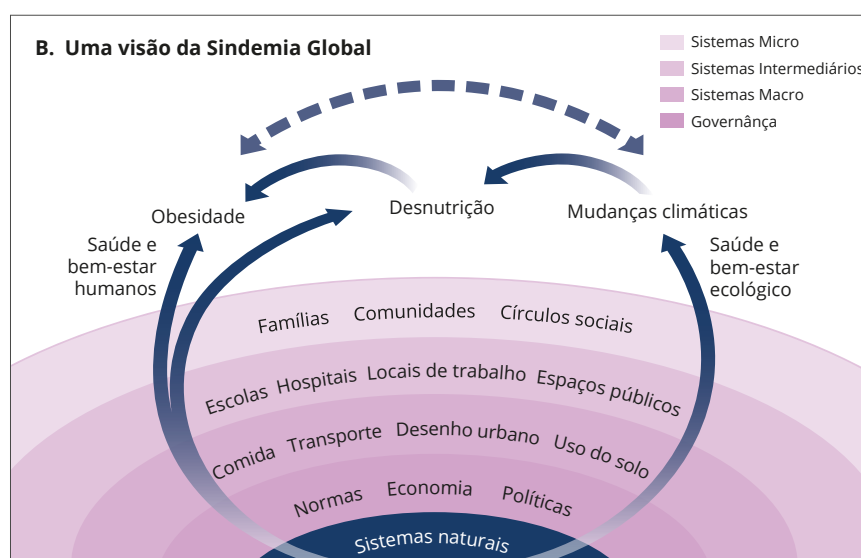 B. Uma visão da Sindemia Global
Sistemas Micro
Sistemas Intermediários
Sistemas Macro
Governânça
Obesidade
Desnutrição
Mudanças climáticas
Saúde e
bem-estar
humanos
Saúde e
bem-estar
ecológico
Famílias Comunidades Círculos sociais
Escolas Hospitais Locais de trabalho Espaços públicos
Comida Transporte Desenho urbano Uso do solo
Normas Economia Políticas
Sistemas naturais